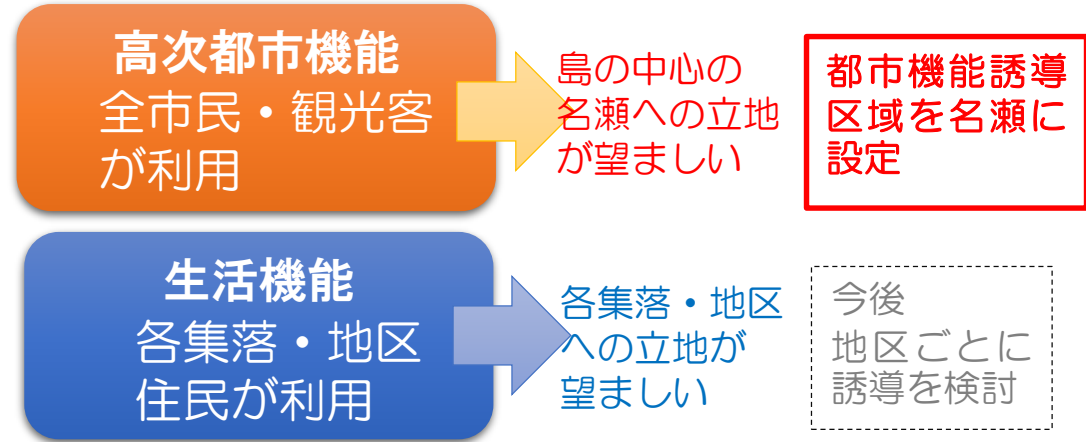 高次都市機能
全市民・観光客
が利用
島の中心の
名瀬への立地
が望ましい
都市機能誘導
区域を名瀬に
設定
生活機能
各集落・地区
住民が利用
各集落・地区
への立地が
望ましい
今後
地区ごとに
誘導を検討